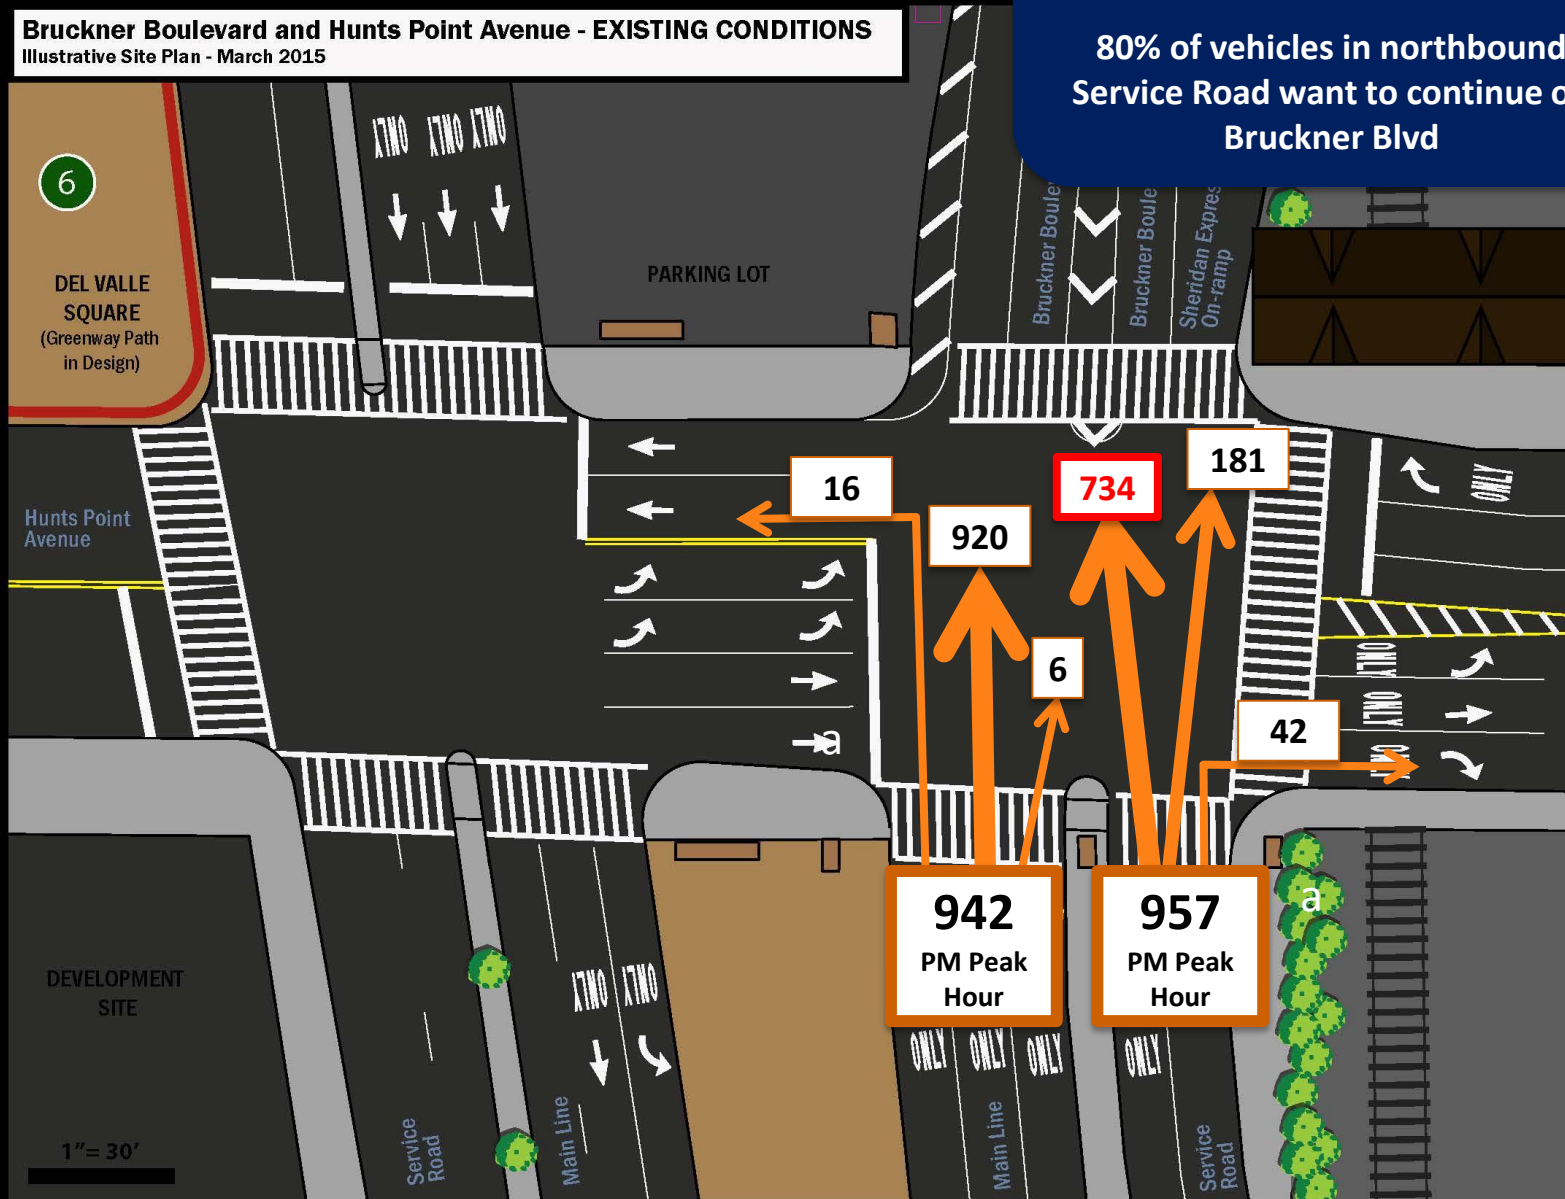 Bruckner Boulevard and Hunts Point Avenue - EXISTING CONDITIONS
Illustrative Site Plan - March 2015
80% of vehicles in northbound
Service Road want to continue
Bruckner Blvd
ONLY ONLY ONLY
6
DEL VALLE
SQUARE
(Greenway Path
in Design)
PARKING LOT
Bruckner
Bruckner
Sheridan
On-ramp
Hunts Point
Avenue
16
920
734
181
ONLY
6
ONLY
ONLY
ONLY
42
a
942
PM Peak
Hour
957
PM Peak
Hour
a
DEVELOPMENT
SITE
ONLY ONLY
ONLY ONLY ONLY
ONLY
Service
Road
Main Line
Main Line
Service
Road
1"= 30'